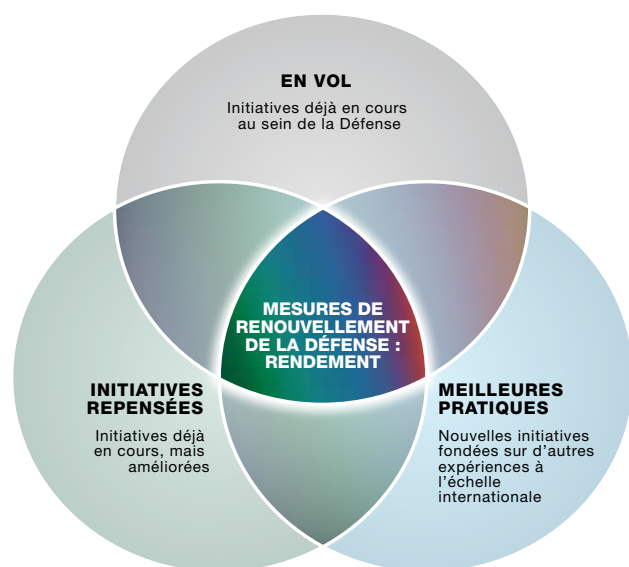 EN VOL
Initiatives déjà en cours
au sein de la Défense
MESURES DE
RENOUVELLEMENT
DE LA DÉFENSE :
RENDEMENT
INITIATIVES
REPENSÉES
Initiatives déjà
en cours, mais
améliorées
MEILLEURES
PRATIQUES
Nouvelles initiatives
fondées sur d'autres
expériences à
l'échelle
internationale